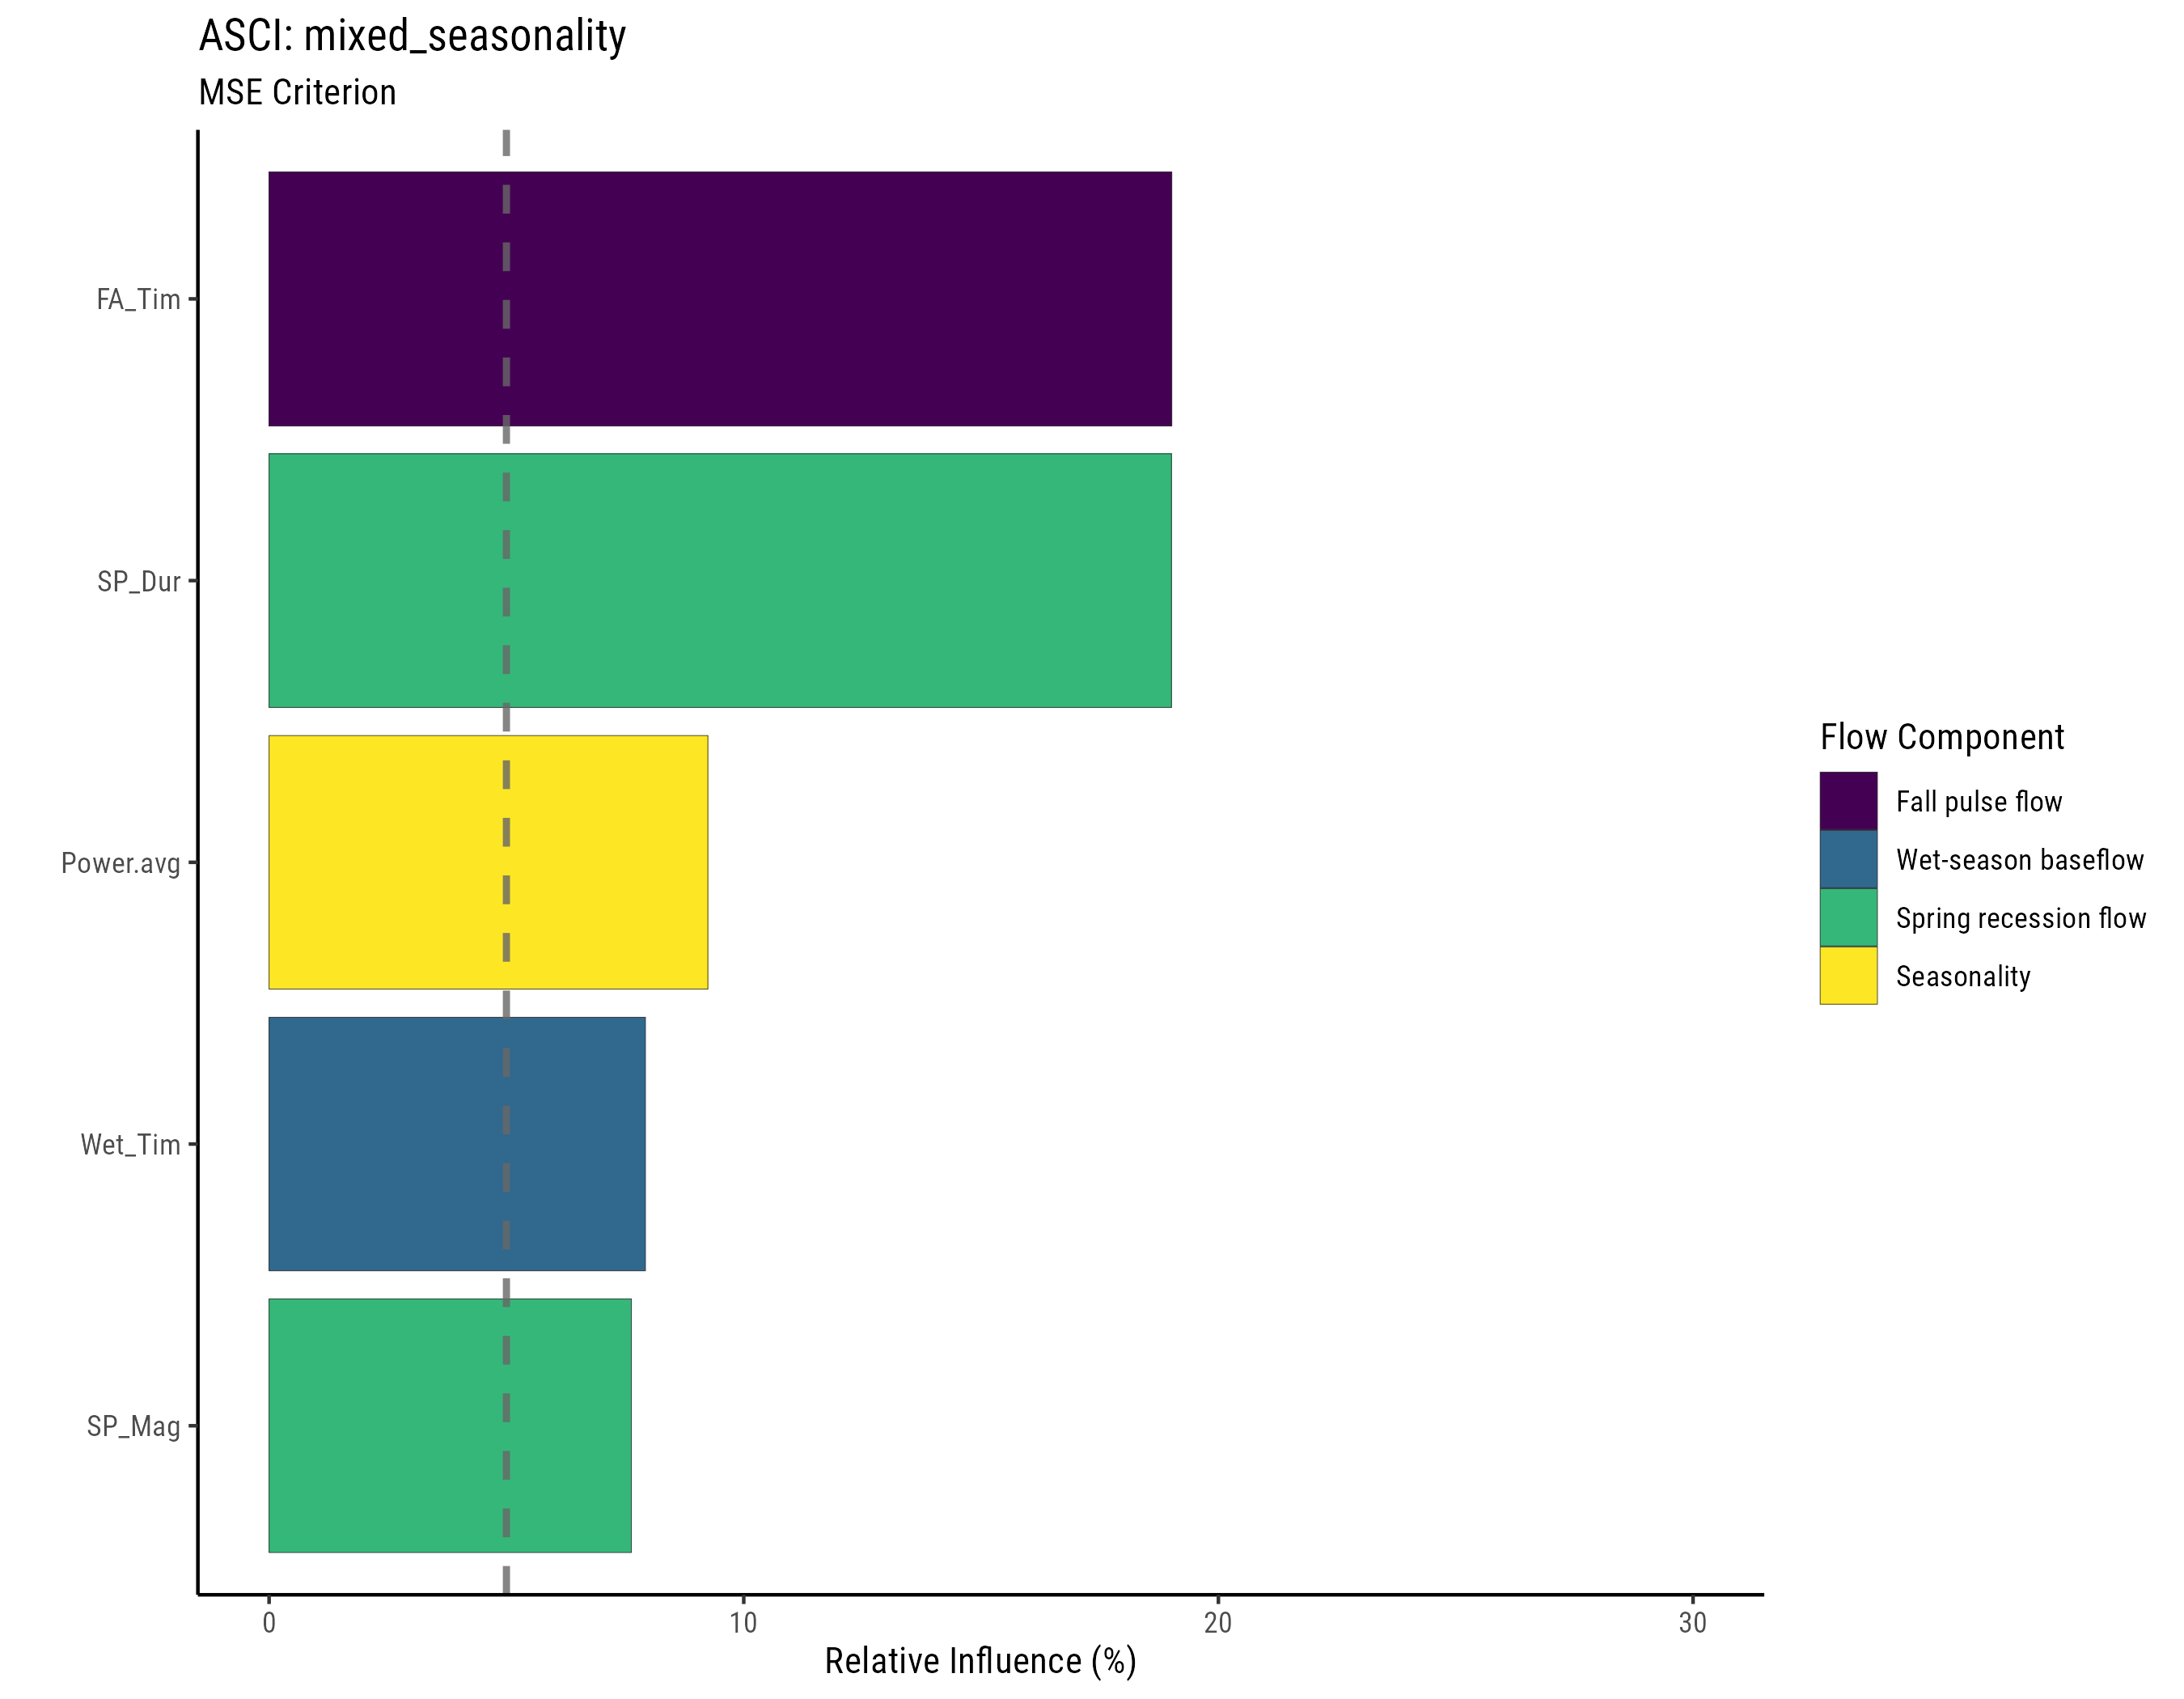 ASCI: mixed_seasonality
MSE Criterion
FA_Tim
SP_Dur
Power.avg
Wet_Tim
SP_Mag
0 10 20 30
Relative Influence (%)
Flow Component
Fall pulse flow
Wet-season baseflow
Spring recession flow
Seasonality